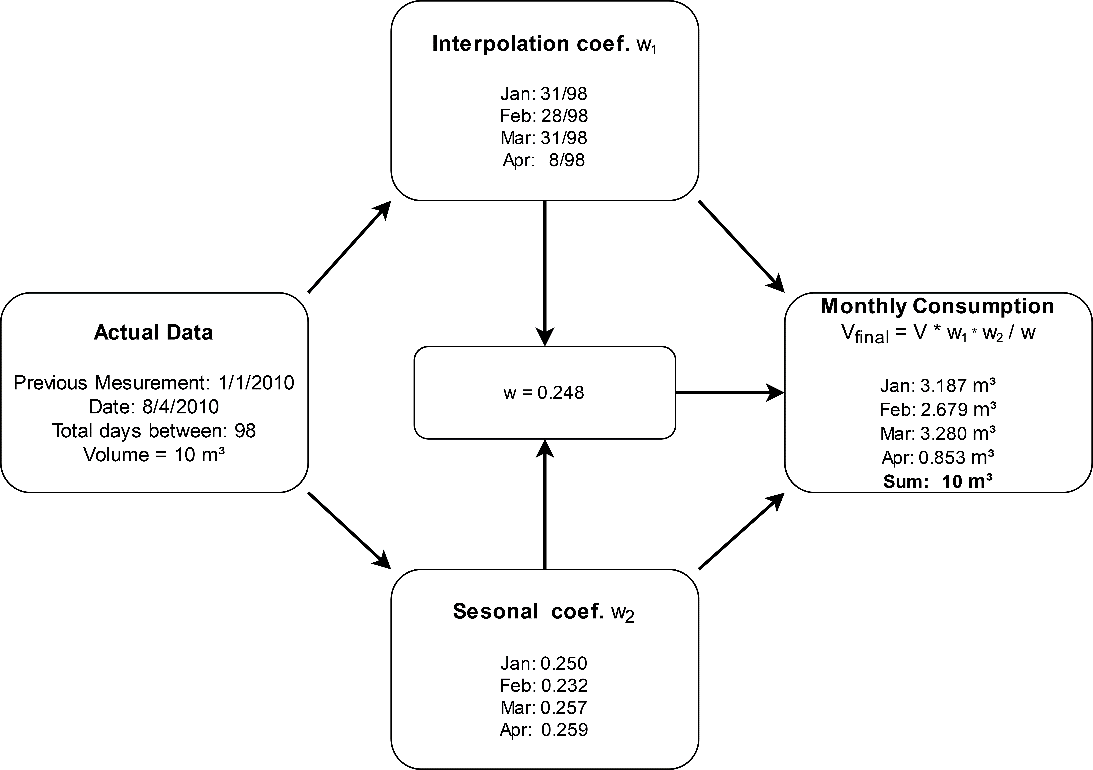 Interpolation coef. w₁
Jan: 31/98
Feb: 28/98
Mar: 31/98
Apr: 8/98
Actual Data
Previous Mesurement: 1/1/2010
Date: 8/4/2010
Total days between: 98
Volume = 10 m³
w = 0.248
Monthly Consumption
Vfinal = V * w₁ * w₂ / w
Jan: 3.187 m³
Feb: 2.679 m³
Mar: 3.280 m³
Apr: 0.853 m³
Sum: 10 m³
Sesonal coef. w₂
Jan: 0.250
Feb: 0.232
Mar: 0.257
Apr: 0.259